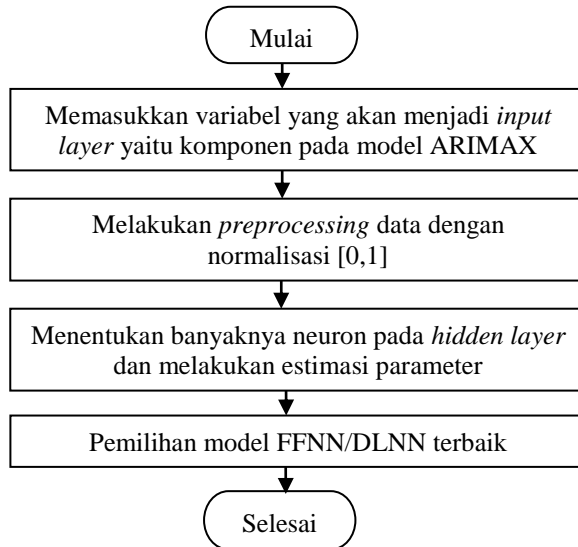 Mulai
Memasukkan variabel yang akan menjadi input
layer yaitu komponen pada model ARIMAX
Melakukan preprocessing data dengan
normalisasi [0,1]
Menentukan banyaknya neuron pada hidden layer
dan melakukan estimasi parameter
Pemilihan model FFNN/DLNN terbaik
Selesai